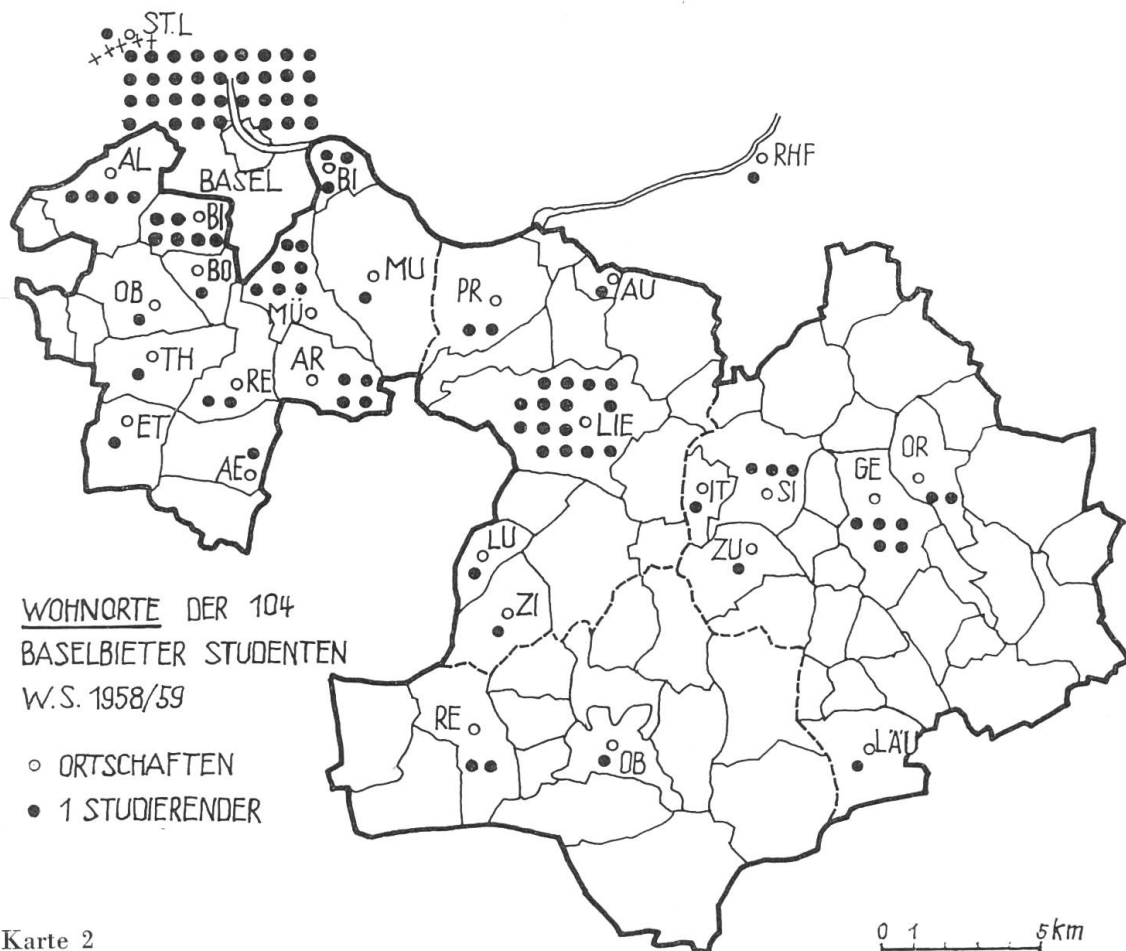 ST.L
RHF
AL
BASEL
BI
BI
BO
MU
OB
MÜ
PR
AU
TH
RE
AR
ET
AE
LIE
IT
SI
GE
OR
LU
ZU
ZI
WOHNORTE DER 104
BASELBIETER STUDENTEN
W.S. 1958/59
RE
OB
LÄU
ORTSCHAFTEN
1 STUDIERENDER
Karte 2
0 1 5km